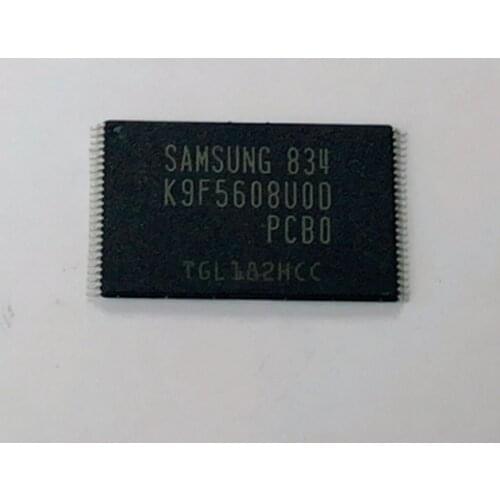 SAMSUNG 834
K9F5608U0D
-PCB0
TGL182HCC